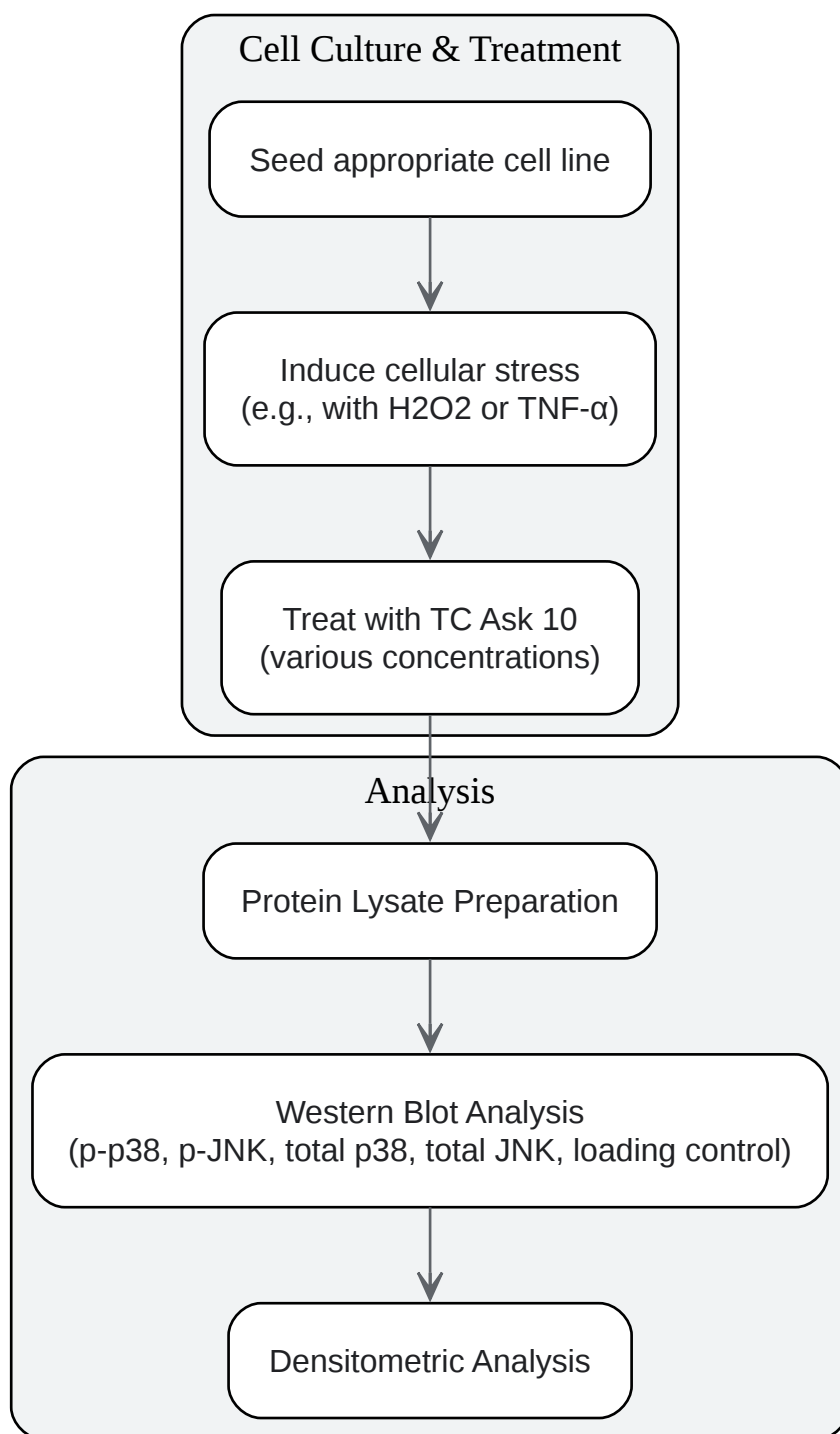 Cell Culture & Treatment
Seed appropriate cell line
Induce cellular stress
(e.g., with H2O2 or TNF-α)
Treat with TC Ask 10
(various concentrations)
Analysis
Protein Lysate Preparation
Western Blot Analysis
(p-p38, p-JNK, total p38, total JNK, loading control)
Densitometric Analysis